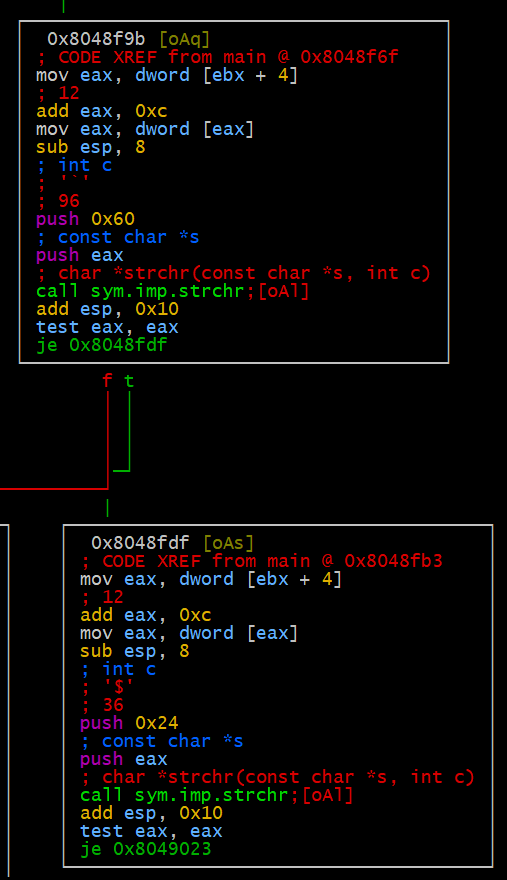 0x8048f9b [oAq]
; CODE XREF from main @ 0x8048f6f
mov eax, dword [ebx + 4]
; 12
add eax, 0xc
mov eax, dword [eax]
sub esp, 8
; int c
; '`'
; 96
push 0x60
; const char *s
push eax
; char *strchr(const char *s, int c)
call sym.imp.strchr;[oAl]
add esp, 0x10
test eax, eax
je 0x8048fdf
f t
0x8048fdf [oAs]
; CODE XREF from main @ 0x8048fb3
mov eax, dword [ebx + 4]
; 12
add eax, 0xc
mov eax, dword [eax]
sub esp, 8
; int c
; '$'
; 36
push 0x24
; const char *s
push eax
; char *strchr(const char *s, int c)
call sym.imp.strchr;[oAl]
add esp, 0x10
test eax, eax
je 0x8049023